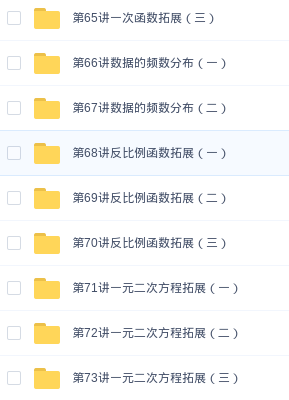 第65讲一次函数拓展（三）
第66讲数据的频数分布（一）
第67讲数据的频数分布（二）
第68讲反比例函数拓展（一）
第69讲反比例函数拓展（二）
第70讲反比例函数拓展（三）
第71讲一元二次方程拓展（一）
第72讲一元二次方程拓展（二）
第73讲一元二次方程拓展（三）